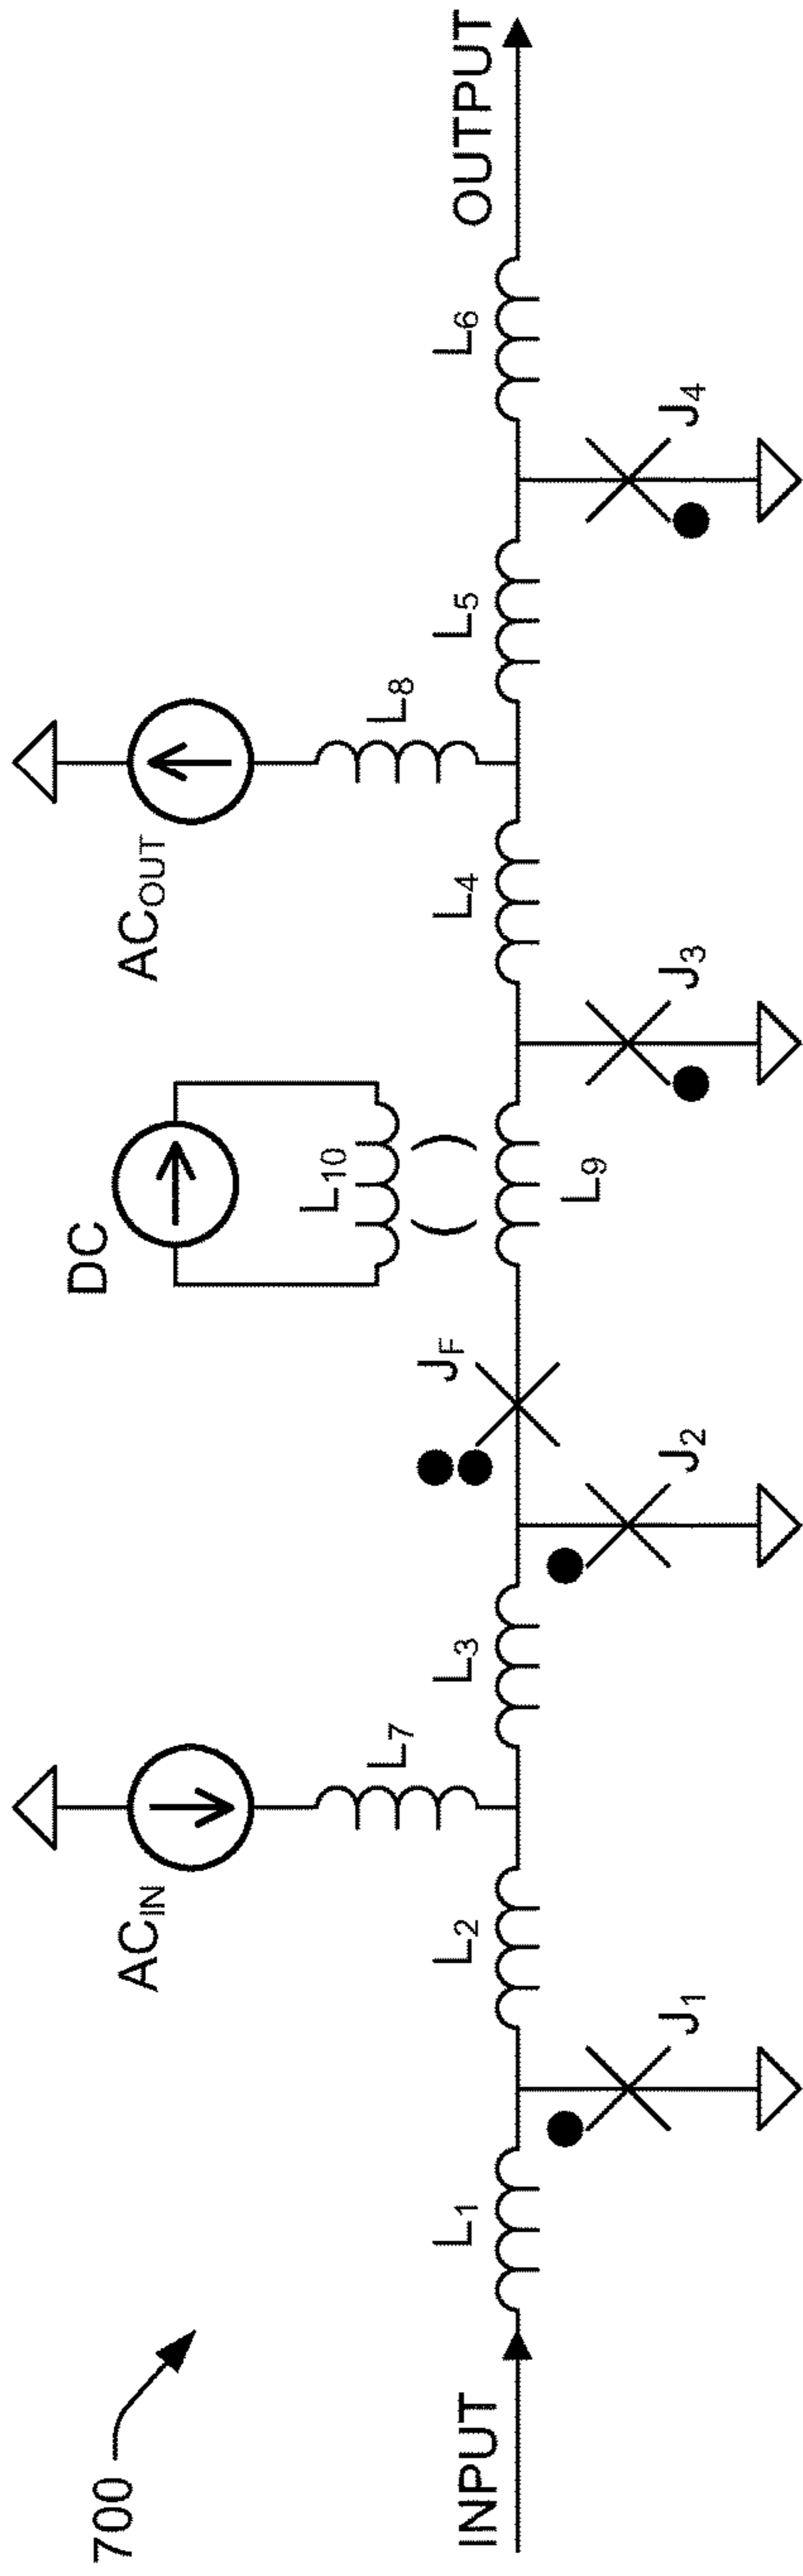 700
INPUT
L1
J1
L2
ACIN
L7
L3
J2
JF
DC
L10
L9
J3
L4
ACOUT
L8
L5
J4
L6
OUTPUT